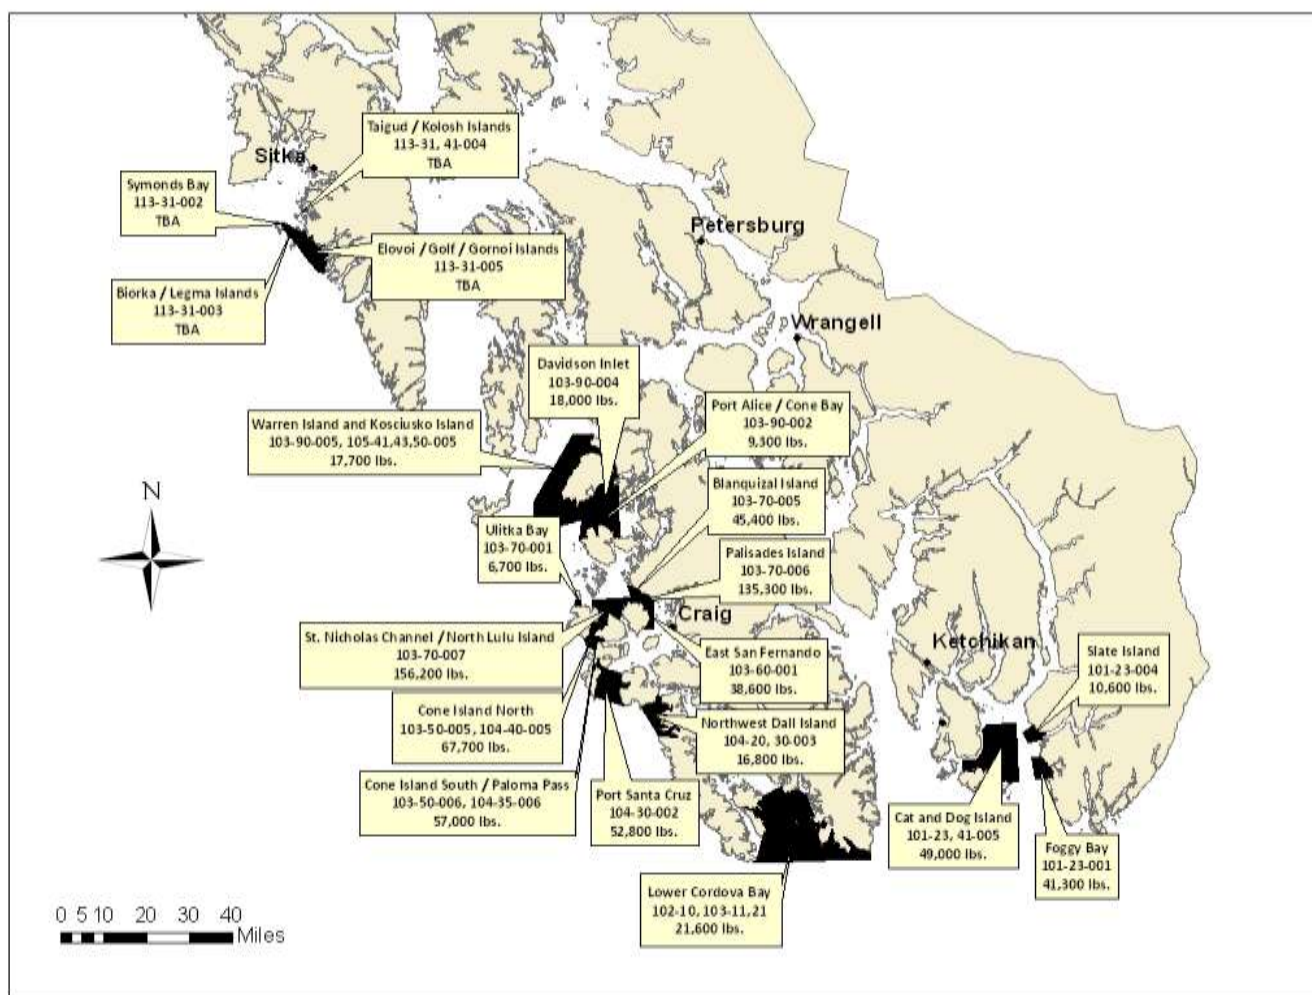 Taigud / Kolosh Islands
113-31, 41-004
TBA
Sitka
Symonds Bay
113-31-002
TBA
Petersburg
Elovoi / Golf / Gornoi Islands
113-31-005
TBA
Biorka / Legma Islands
113-31-003
TBA
Wrangell
Davidson Inlet
103-90-004
18,000 lbs.
Port Alice / Cone Bay
103-90-002
9,300 lbs.
Warren Island and Kosciusko Island
103-90-005, 105-41,43,50-005
17,700 lbs.
Blanquizal Island
103-70-005
45,400 lbs.
N
Ulitka Bay
103-70-001
6,700 lbs.
Palisades Island
103-70-006
135,300 lbs.
Craig
St. Nicholas Channel / North Lulu Island
103-70-007
156,200 lbs.
East San Fernando
103-60-001
38,600 lbs.
Ketchikan
Slate Island
101-23-004
10,600 lbs.
Cone Island North
103-50-005, 104-40-005
67,700 lbs.
Northwest Dall Island
104-20, 30-003
16,800 lbs.
Cone Island South / Paloma Pass
103-50-006, 104-35-006
57,000 lbs.
Port Santa Cruz
104-30-002
52,800 lbs.
Cat and Dog Island
101-23, 41-005
49,000 lbs.
Foggy Bay
101-23-001
41,300 lbs.
Lower Cordova Bay
102-10, 103-11,21
21,600 lbs.
0 5 10 20 30 40
Miles